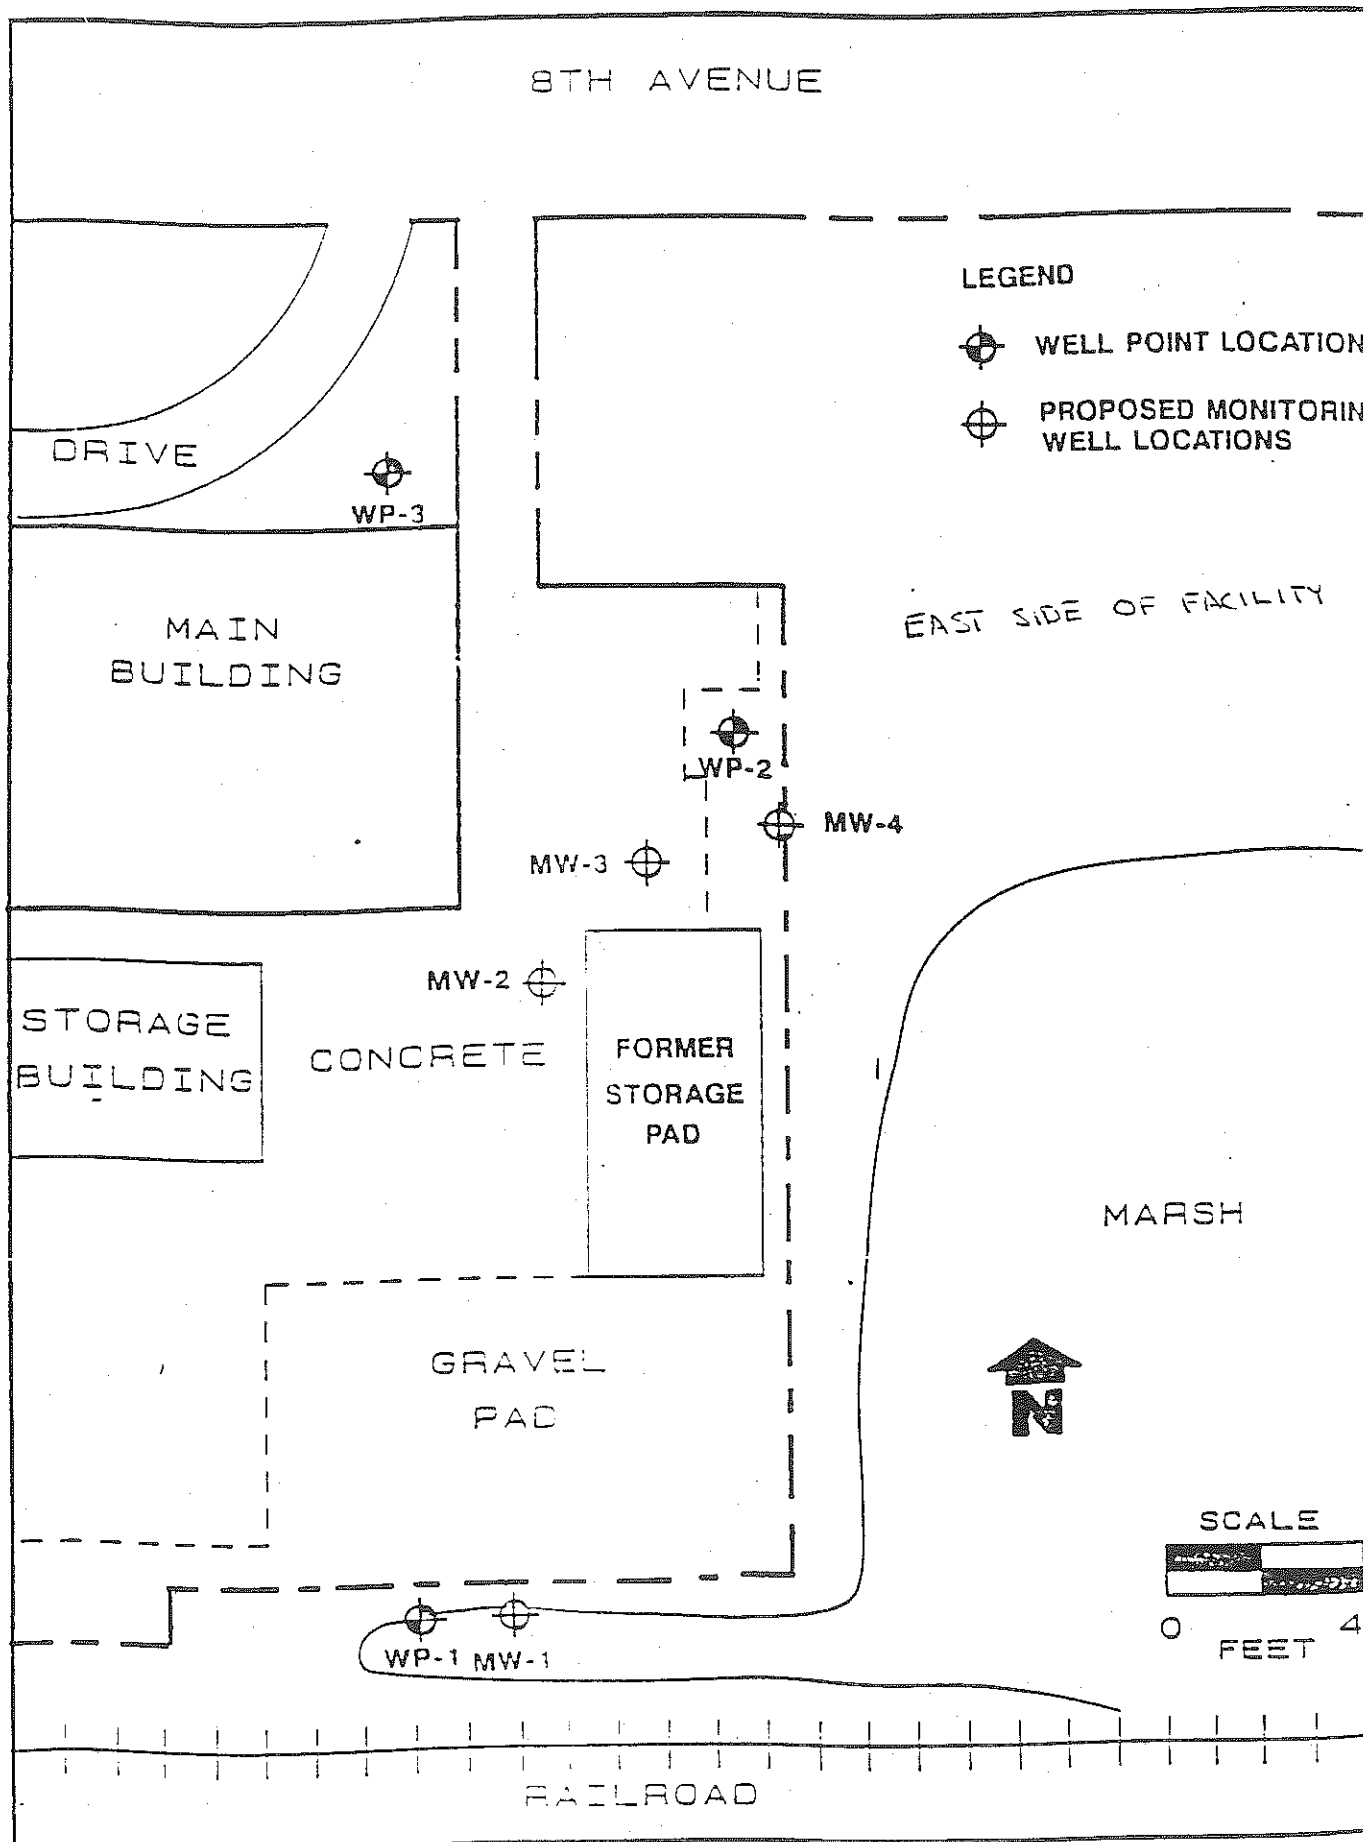 8TH AVENUE
LEGEND
WELL POINT LOCATION
PROPOSED MONITORIN
WELL LOCATIONS
DRIVE
WP-3
EAST SIDE OF FACILITY
MAIN
BUILDING
WP-2
MW-4
MW-3
MW-2
STORAGE
BUILDING
CONCRETE
FORMER
STORAGE
PAD
MARSH
GRAVEL
PAD
N
SCALE
0 4
FEET
WP-1 MW-1
RAILROAD